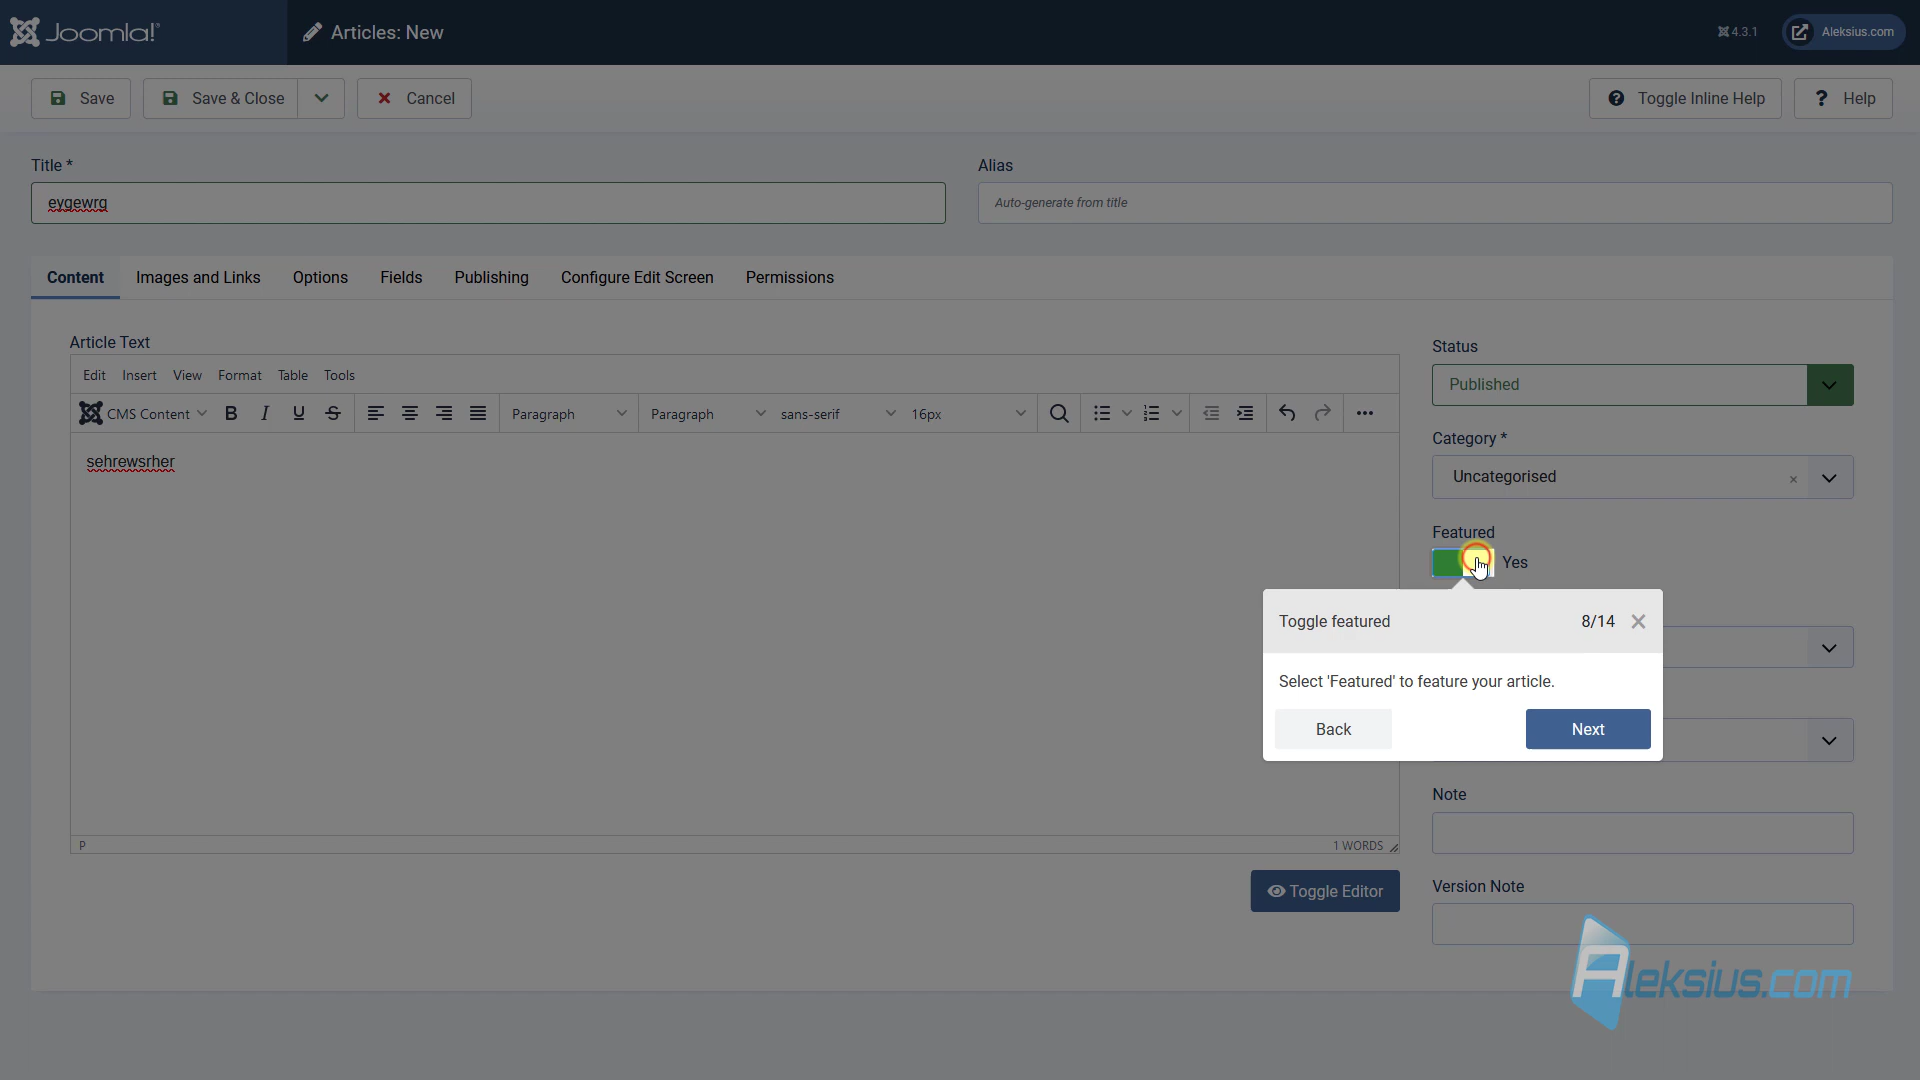 Joomla!®
Articles: New
4.3.1
Aleksius.com
Save
Save & Close
Cancel
Toggle Inline Help
? Help
Title *
Alias
eygewrg
Auto-generate from title
Content
Images and Links
Options
Fields
Publishing
Configure Edit Screen
Permissions
Article Text
Status
Edit Insert View Format Table Tools
Published
CMS Content
B I U S
Paragraph
Paragraph
sans-serif
16px
Category *
sehrewsrher
Uncategorised
Featured
Yes
Toggle featured
8/14
Select 'Featured' to feature your article.
Back
Next
Note
P
1 WORDS
Toggle Editor
Version Note
Aleksius.com